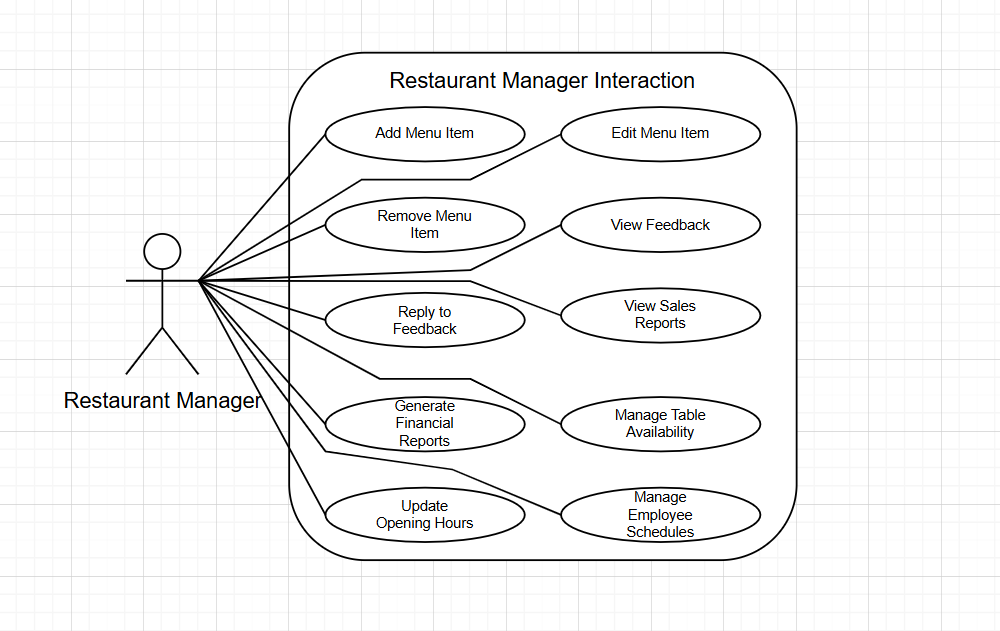 Restaurant Manager Interaction
Add Menu Item
Edit Menu Item
Remove Menu
Item
View Feedback
Reply to
Feedback
View Sales
Reports
Restaurant Manager
Generate
Financial
Reports
Manage Table
Availability
Update
Opening Hours
Manage
Employee
Schedules